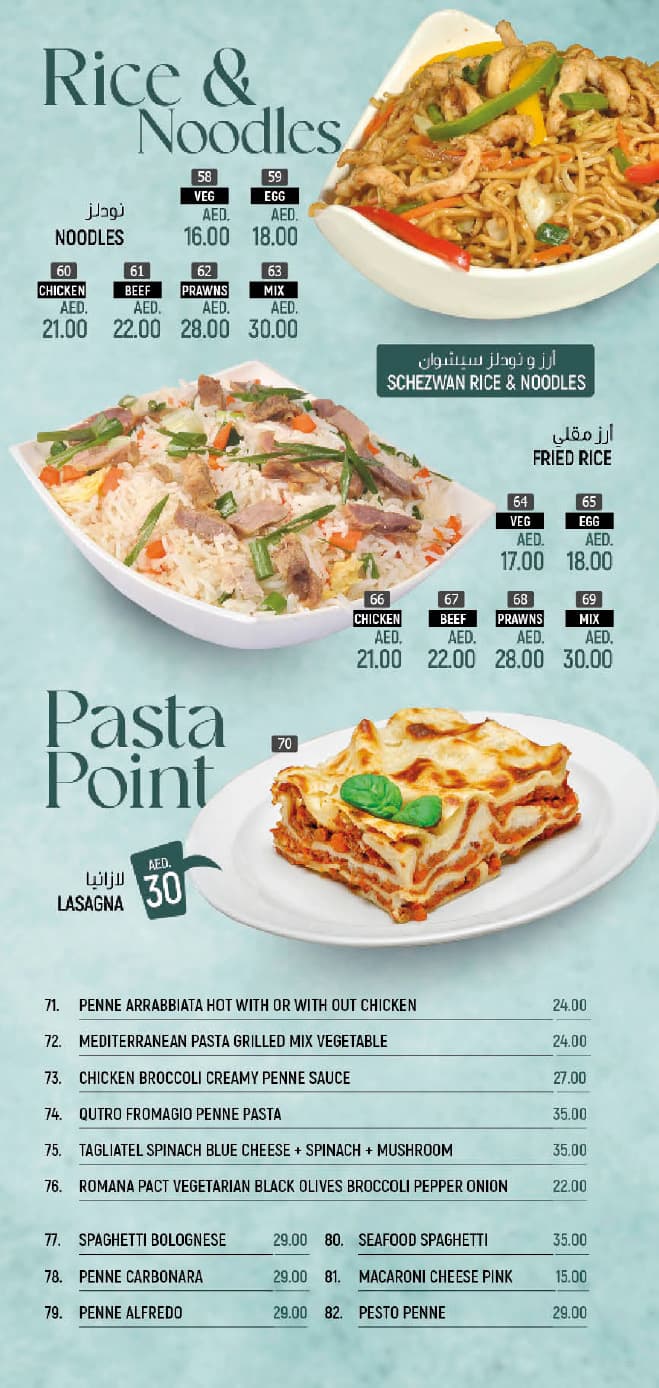 Rice &
Noodles
58 59
VEG EGG
نودلز AED. AED.
NOODLES 16.00 18.00
60 61 62 63
CHICKEN BEEF PRAWNS MIX
AED. AED. AED. AED.
21.00 22.00 28.00 30.00
أرز و نودلز سيشوان
SCHEZWAN RICE & NOODLES
أرز مقلي
FRIED RICE
64 65
VEG EGG
AED. AED.
17.00 18.00
66 67 68 69
CHICKEN BEEF PRAWNS MIX
AED. AED. AED. AED.
21.00 22.00 28.00 30.00
Pasta
Point
70
لازانيا AED.
LASAGNA 30
71. PENNE ARRABBIATA HOT WITH OR WITH OUT CHICKEN 24.00
72. MEDITERRANEAN PASTA GRILLED MIX VEGETABLE 24.00
73. CHICKEN BROCCOLI CREAMY PENNE SAUCE 27.00
74. QUTRO FROMAGIO PENNE PASTA 35.00
75. TAGLIATEL SPINACH BLUE CHEESE + SPINACH + MUSHROOM 35.00
76. ROMANA PACT VEGETARIAN BLACK OLIVES BROCCOLI PEPPER ONION 22.00
77. SPAGHETTI BOLOGNESE 29.00 80. SEAFOOD SPAGHETTI 35.00
78. PENNE CARBONARA 29.00 81. MACARONI CHEESE PINK 15.00
79. PENNE ALFREDO 29.00 82. PESTO PENNE 29.00